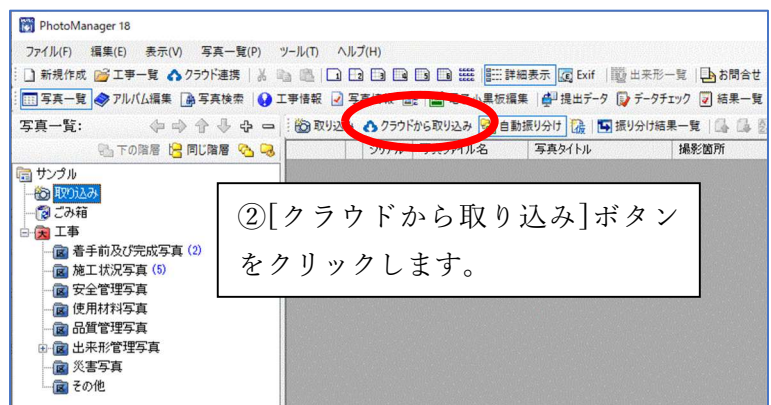 PhotoManager 18
ファイル(F) 編集(E) 表示(V) 写真一覧(P) ツール(T) ヘルプ(H)
新規作成 工事一覧 クラウド連携 詳細表示 Exif 出来形一覧 お問合せ
写真一覧 アルバム編集 写真検索 工事情報 小黒板編集 提出データ データチェック 結果一覧
写真一覧: 取り込 クラウドから取り込み 自動振り分け 振り分け結果一覧
下の階層 同じ階層 写真タイトル 撮影箇所
サンプル
取り込み
ごみ箱
工事
着手前及び完成写真 (2)
施工状況写真 (5)
安全管理写真
使用材料写真
品質管理写真
出来形管理写真
災害写真
その他
②[クラウドから取り込み]ボタン
をクリックします。